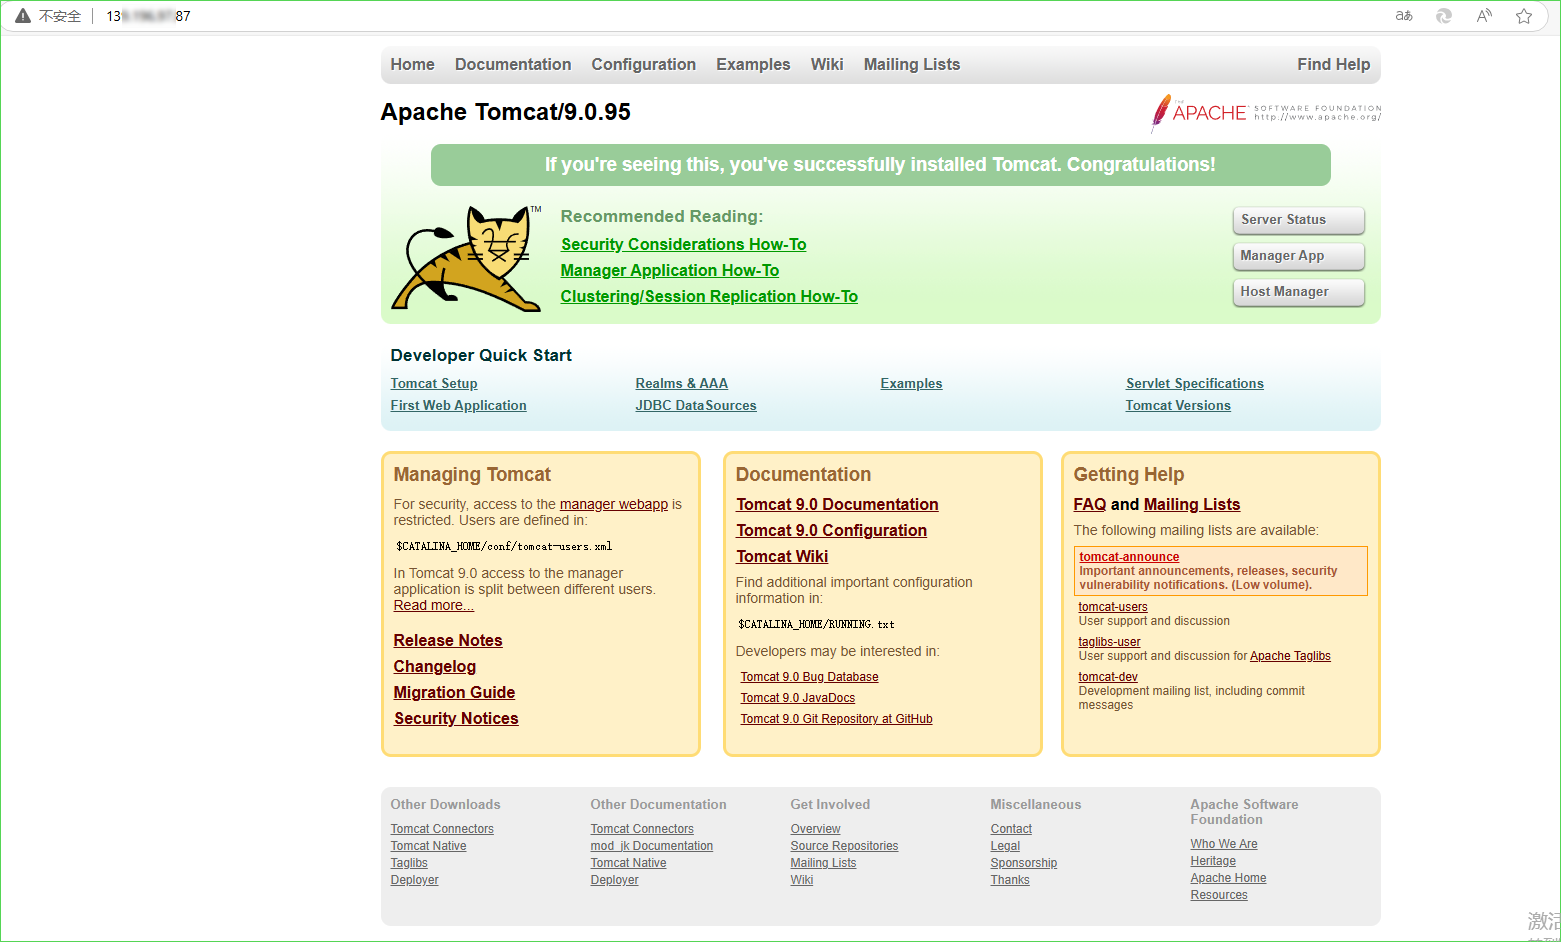 不安全
Home Documentation Configuration Examples Wiki Mailing Lists Find Help
Apache Tomcat/9.0.95
THE APACHE SOFTWARE FOUNDATION
http://www.apache.org/
If you're seeing this, you've successfully installed Tomcat. Congratulations!
TM
Recommended Reading:
Security Considerations How-To
Manager Application How-To
Clustering/Session Replication How-To
Server Status
Manager App
Host Manager
Developer Quick Start
Tomcat Setup
First Web Application
Realms & AAA
JDBC DataSources
Examples
Servlet Specifications
Tomcat Versions
Managing Tomcat
For security, access to the manager webapp is
restricted. Users are defined in:
$CATALINA_HOME/conf/tomcat-users.xml
In Tomcat 9.0 access to the manager
application is split between different users.
Read more...
Release Notes
Changelog
Migration Guide
Security Notices
Documentation
Tomcat 9.0 Documentation
Tomcat 9.0 Configuration
Tomcat Wiki
Find additional important configuration
information in:
$CATALINA_HOME/RUNNING.txt
Developers may be interested in:
Tomcat 9.0 Bug Database
Tomcat 9.0 JavaDocs
Tomcat 9.0 Git Repository at GitHub
Getting Help
FAQ and Mailing Lists
The following mailing lists are available:
tomcat-announce
Important announcements, releases, security
vulnerability notifications. (Low volume).
tomcat-users
User support and discussion
taglibs-user
User support and discussion for Apache Taglibs
tomcat-dev
Development mailing list, including commit
messages
Other Downloads
Tomcat Connectors
Tomcat Native
Taglibs
Deployer
Other Documentation
Tomcat Connectors
mod_jk Documentation
Tomcat Native
Deployer
Get Involved
Overview
Source Repositories
Mailing Lists
Wiki
Miscellaneous
Contact
Legal
Sponsorship
Thanks
Apache Software
Foundation
Who We Are
Heritage
Apache Home
Resources
激活